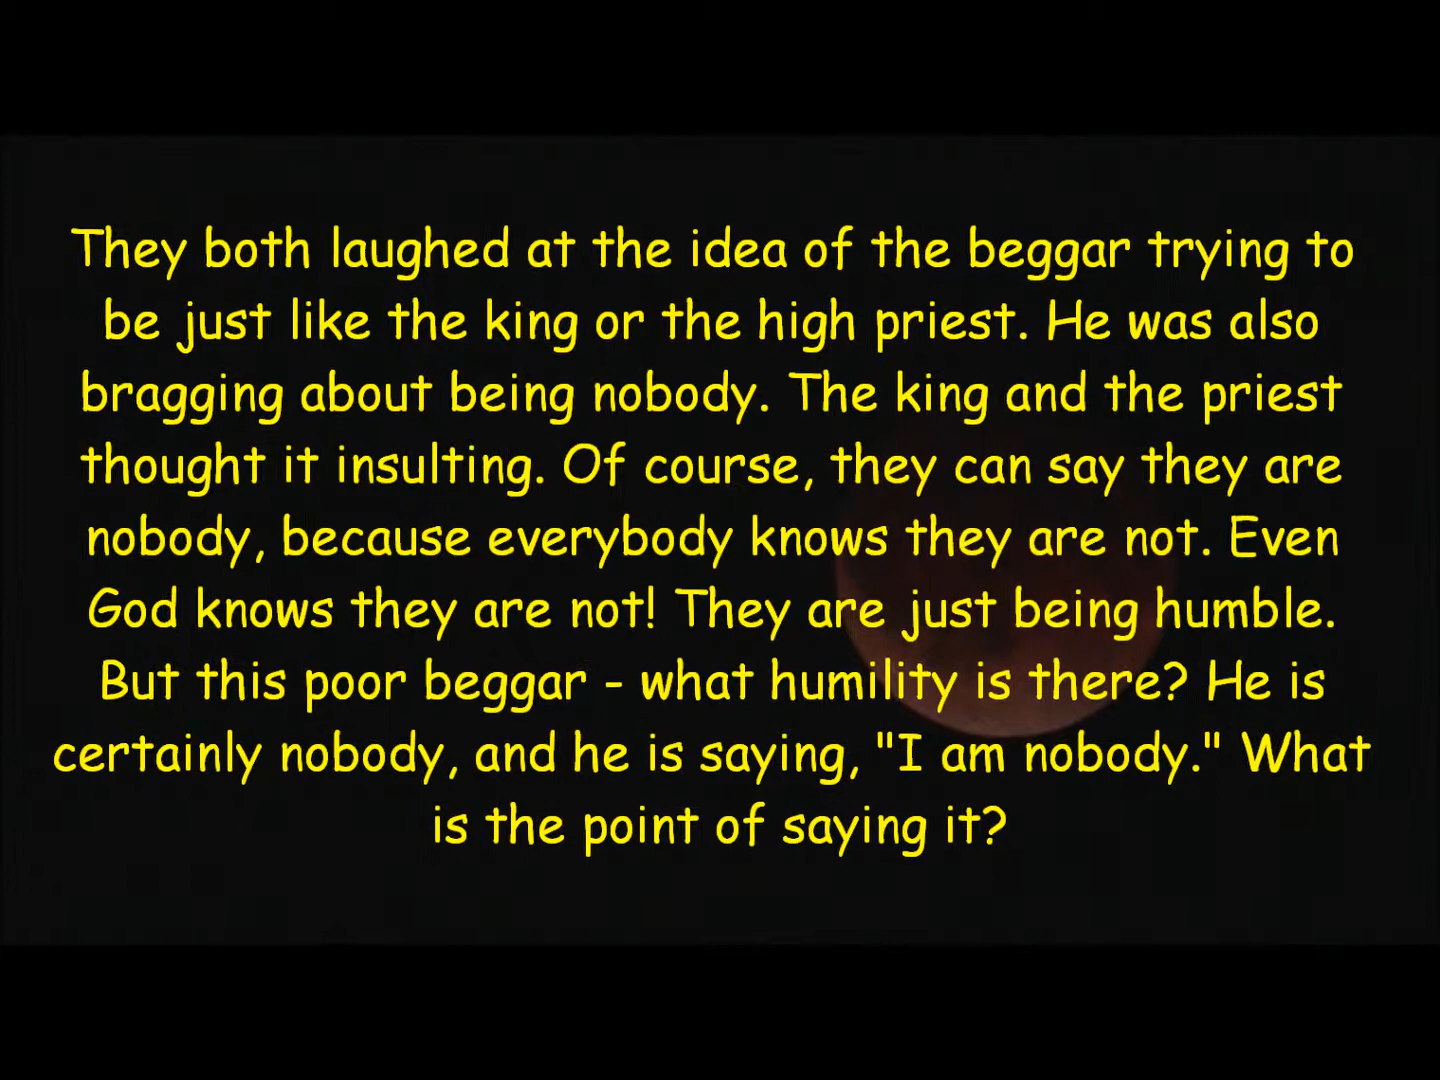 They both laughed at the idea of the beggar trying to
be just like the king or the high priest. He was also
bragging about being nobody. The king and the priest
thought it insulting. Of course, they can say they are
nobody, because everybody knows they are not. Even
God knows they are not! They are just being humble.
But this poor beggar - what humility is there? He is
certainly nobody, and he is saying, "I am nobody." What
is the point of saying it?